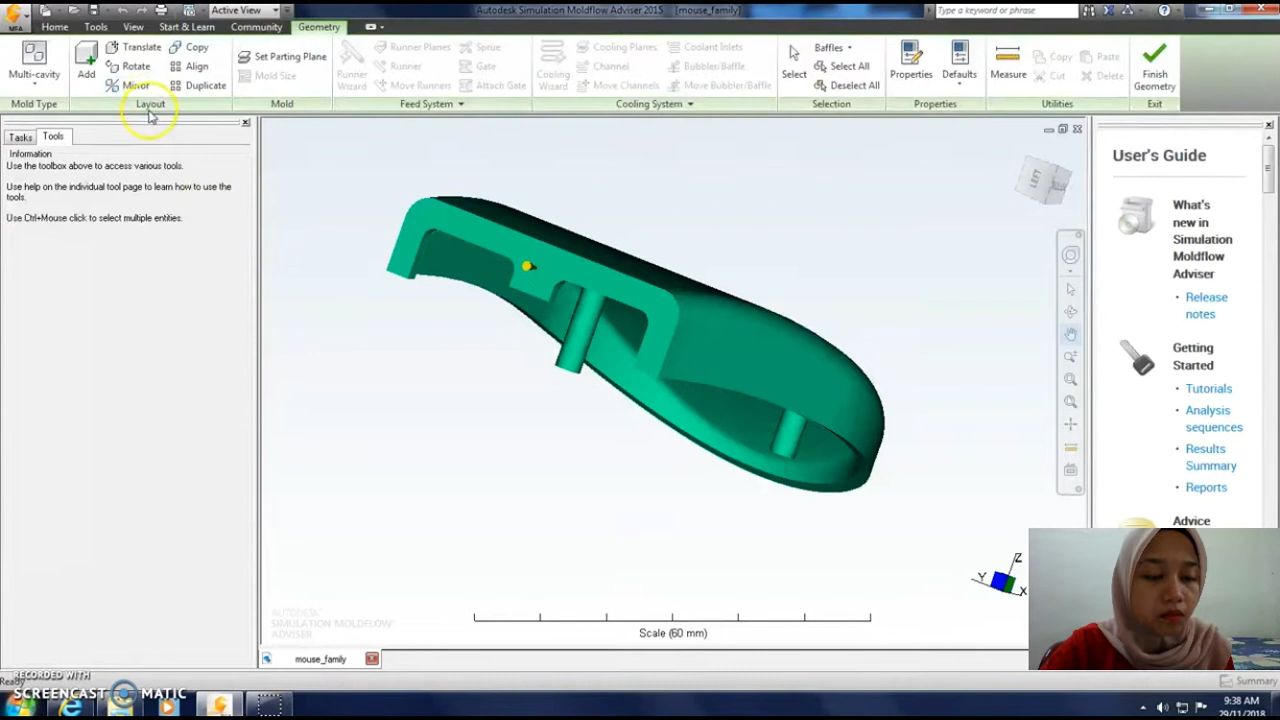 Active View
Autodesk Simulation Moldflow Adviser 2015 [mouse_family]
Type a keyword or phrase
MFA
Home Tools View Start & Learn Community Geometry
Multi-cavity
Mold Type
Add
Translate Copy
Rotate Align
Mirror Duplicate
Layout
Set Parting Plane
Mold Size
Mold
Runner Wizard
Runner Planes Sprue
Runner Gate
Move Runners Attach Gate
Feed System
Cooling Wizard
Cooling Planes Coolant Inlets
Channel Bubbler/Baffle
Move Channels Move Bubbler/Baffle
Cooling System
Select
Baffles
Select All
Deselect All
Selection
Properties Defaults
Properties
Measure
Copy Paste
Cut Delete
Utilities
Finish Geometry
Exit
Tasks Tools
Information
Use the toolbox above to access various tools.
Use help on the individual tool page to learn how to use the
tools.
Use Ctrl+Mouse click to select multiple entities.
LEFT
User's Guide
What's
new in
Simulation
Moldflow
Adviser
• Release
notes
Getting
Started
• Tutorials
• Analysis
sequences
• Results
Summary
• Reports
Advice
Z
Y
X
AUTODESK®
SIMULATION MOLDFLOW®
ADVISER
Scale (60 mm)
mouse_family
Ready
RECORDED WITH
SCREENCAST MATIC
Summary
9:38 AM
29/11/2018